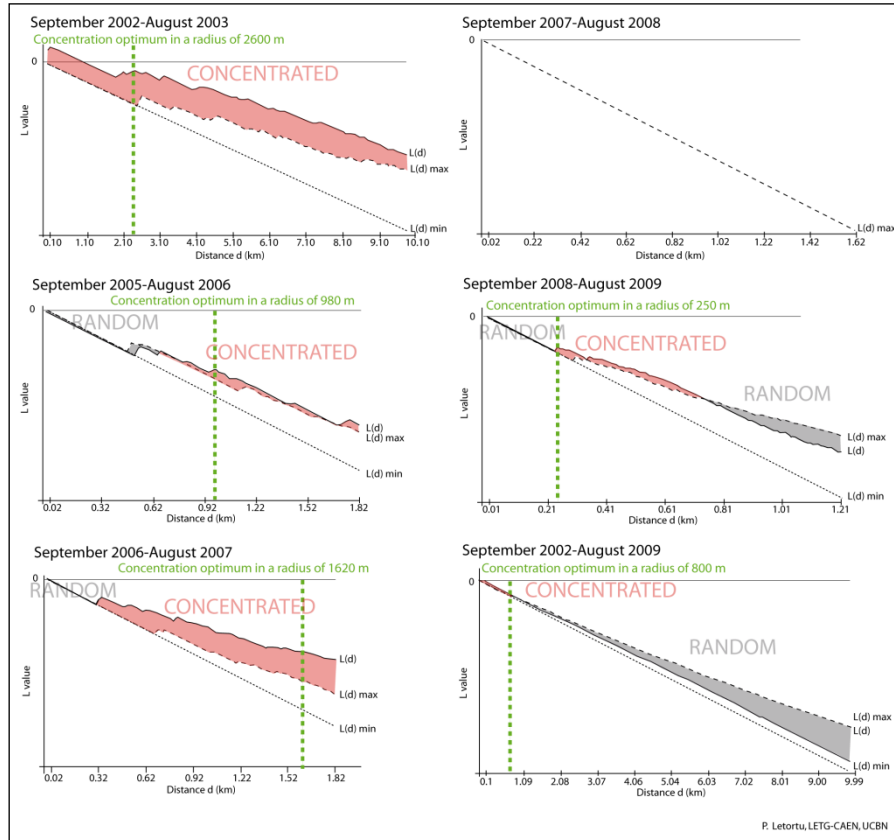 September 2002-August 2003
Concentration optimum in a radius of 2600 m
CONCENTRATED
0
L value
L(d)
L(d) max
L(d) min
0.10 1.10 2.10 3.10 4.10 5.10 6.10 7.10 8.10 9.10 10.10
Distance d (km)
September 2007-August 2008
0
L value
L(d) max
0.02 0.22 0.42 0.62 0.82 1.02 1.22 1.42 1.62
Distance d (km)
September 2005-August 2006
Concentration optimum in a radius of 980 m
0
RANDOM
CONCENTRATED
L value
L(d)
L(d) max
L(d) min
0.02 0.32 0.62 0.92 1.22 1.52 1.82
Distance d (km)
September 2008-August 2009
Concentration optimum in a radius of 250 m
0
RANDOM
CONCENTRATED
RANDOM
L value
L(d) max
L(d)
L(d) min
0.01 0.21 0.41 0.61 0.81 1.01 1.21
Distance d (km)
September 2006-August 2007
Concentration optimum in a radius of 1620 m
0
RANDOM
CONCENTRATED
L value
L(d)
L(d) max
L(d) min
0.02 0.32 0.62 0.92 1.22 1.52 1.82
Distance d (km)
September 2002-August 2009
Concentration optimum in a radius of 800 m
0
CONCENTRATED
RANDOM
L value
L(d) max
L(d)
L(d) min
0.1 1.09 2.08 3.07 4.06 5.04 6.03 7.02 8.01 9.00 9.99
Distance d (km)
P. Letortu, LETG-CAEN, UCBN